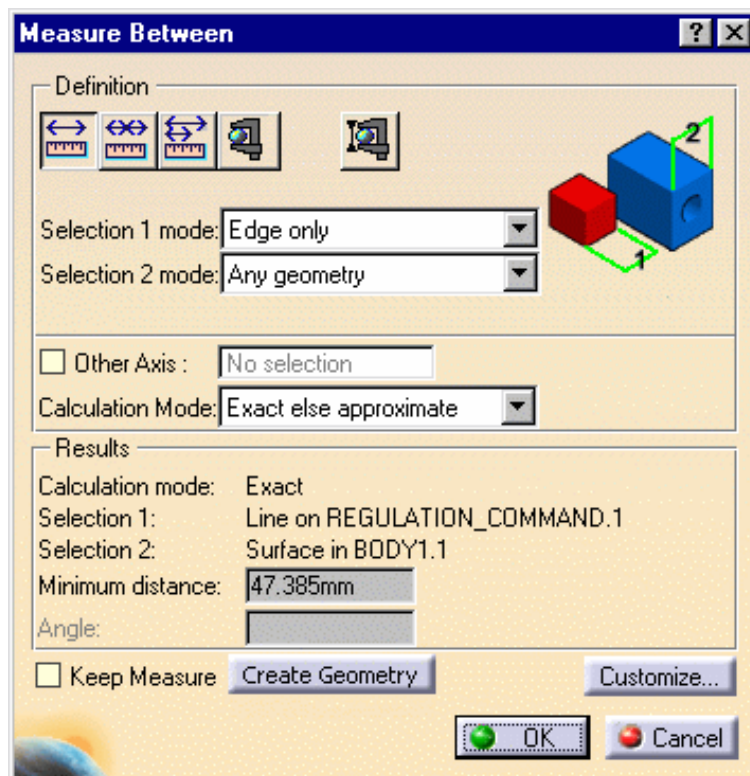 Measure Between
Definition
2
1
Selection 1 mode: Edge only
Selection 2 mode: Any geometry
Other Axis : No selection
Calculation Mode: Exact else approximate
Results
Calculation mode: Exact
Selection 1: Line on REGULATION_COMMAND.1
Selection 2: Surface in BODY1.1
Minimum distance: 47.385mm
Angle:
Keep Measure Create Geometry Customize...
OK Cancel